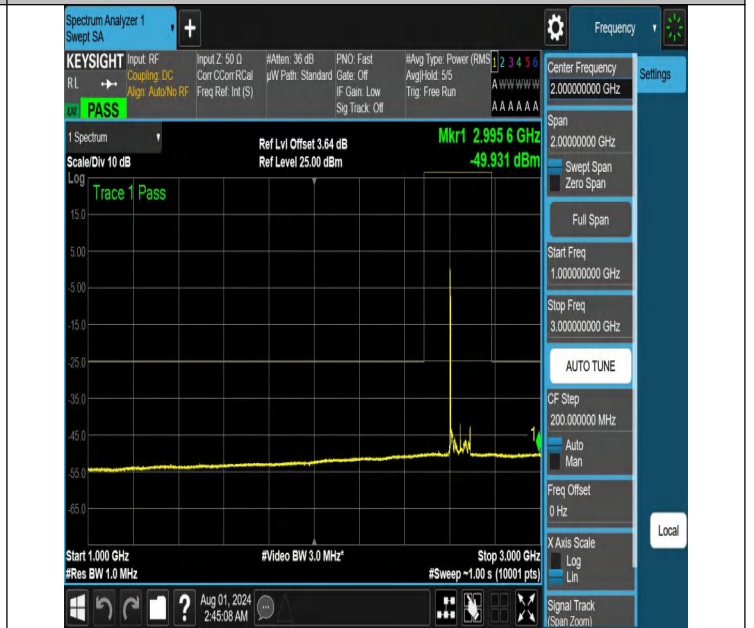 Spectrum Analyzer 1
Swept SA
+
Frequency
KEYSIGHT
RL
LXI
PASS
Input: RF
Coupling: DC
Align: Auto/No RF
Input Z: 50 Ω
Corr CCorr RCal
Freq Ref: Int (S)
#Atten: 36 dB
µW Path: Standard
PNO: Fast
Gate: Off
IF Gain: Low
Sig Track: Off
#Avg Type: Power (RMS
Avg|Hold: 5/5
Trig: Free Run
1 2 3 4 5 6
A W W W W W
A A A A A A
1 Spectrum
Scale/Div 10 dB
Ref Lvl Offset 3.64 dB
Ref Level 25.00 dBm
Mkr1 2.995 6 GHz
-49.931 dBm
Log
Trace 1 Pass
15.0
5.00
-5.00
-15.0
-25.0
-35.0
-45.0
-55.0
-65.0
1
Start 1.000 GHz
#Res BW 1.0 MHz
#Video BW 3.0 MHz*
Stop 3.000 GHz
#Sweep ~1.00 s (10001 pts)
Center Frequency
2.000000000 GHz
Span
2.00000000 GHz
Swept Span
Zero Span
Full Span
Start Freq
1.000000000 GHz
Stop Freq
3.000000000 GHz
AUTO TUNE
CF Step
200.000000 MHz
Auto
Man
Freq Offset
0 Hz
X Axis Scale
Log
Lin
Signal Track
(Span Zoom)
Settings
Local
?
Aug 01, 2024
2:45:08 AM